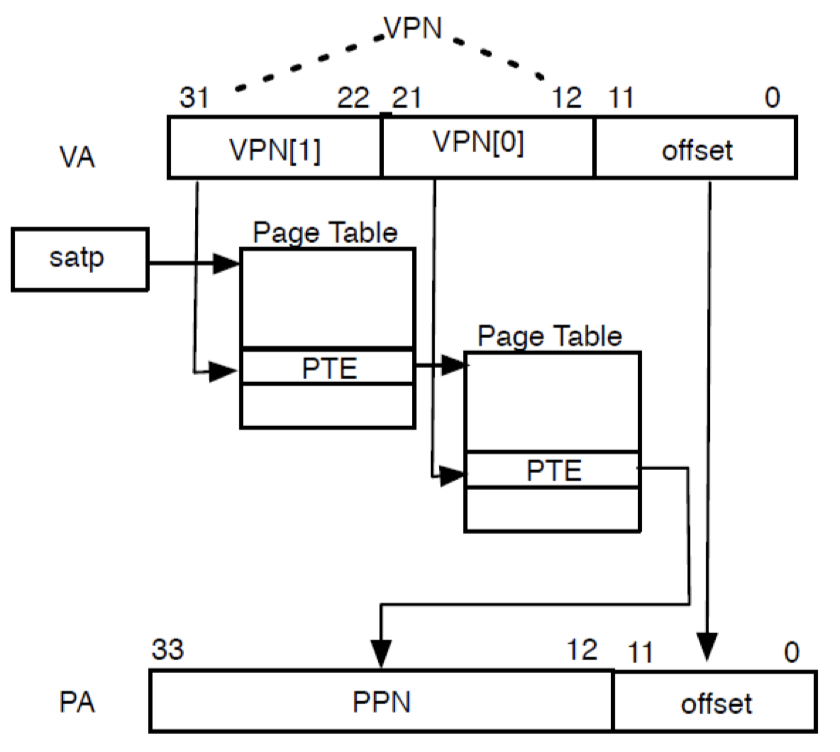 VPN
31 22 21 12 11 0
VA VPN[1] VPN[0] offset
satp
Page Table
PTE
Page Table
PTE
33 12 11 0
PA PPN offset